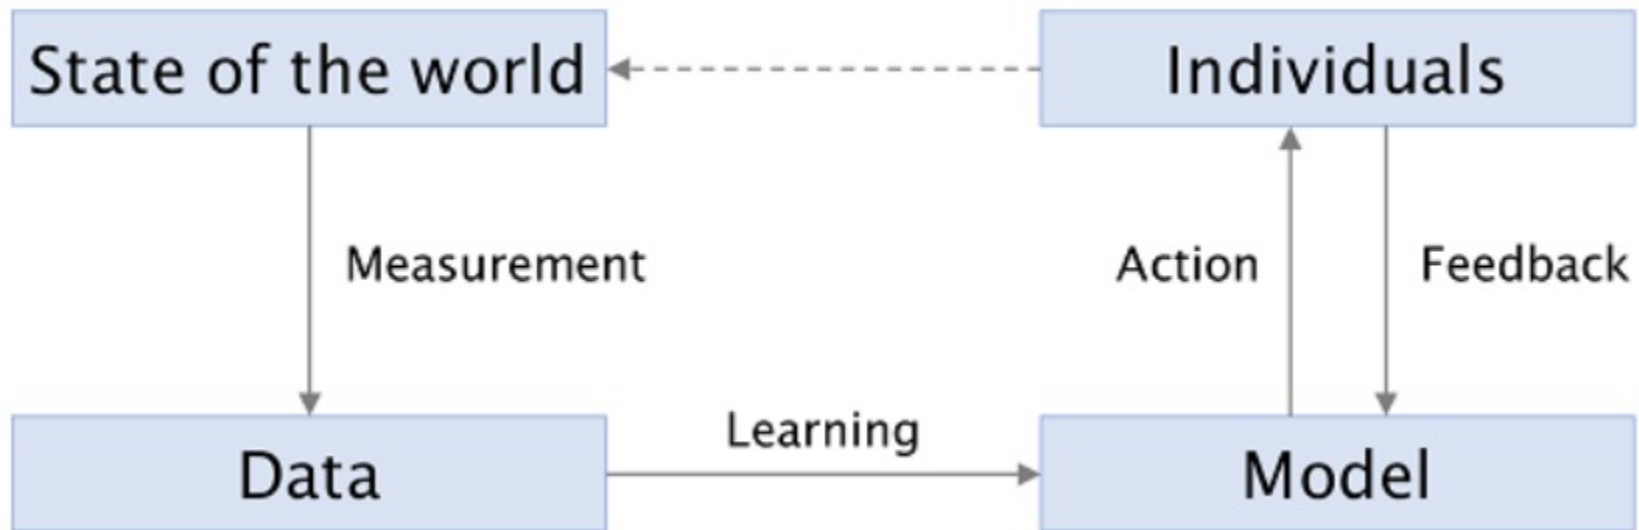 State of the world
Individuals
Measurement
Action
Feedback
Learning
Data
Model